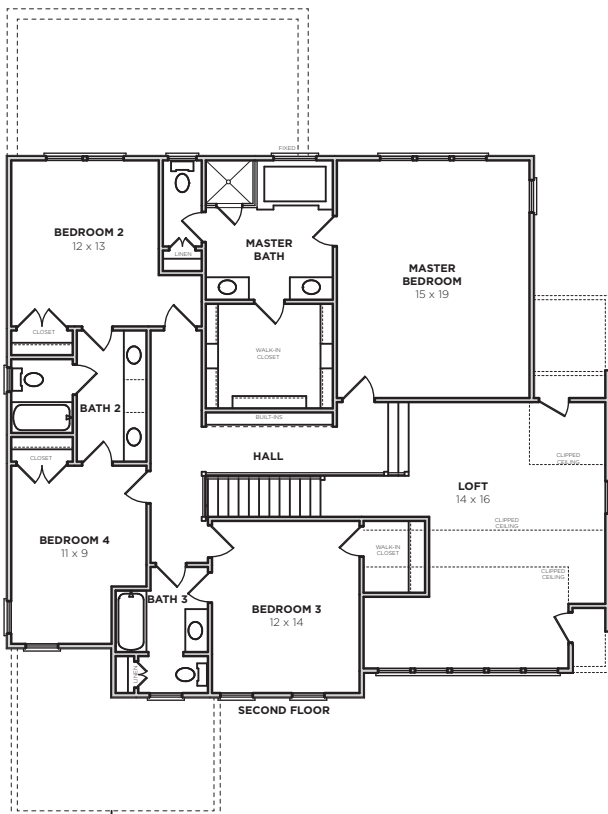 FIXED
BEDROOM 2
12 x 13
LINEN
MASTER
BATH
MASTER
BEDROOM
15 x 19
CLOSET
WALK-IN
CLOSET
BATH 2
BUILT-INS
CLOSET
HALL
CLIPPED
CEILING
LOFT
14 x 16
CLIPPED
CEILING
BEDROOM 4
11 x 9
WALK-IN
CLOSET
CLIPPED
CEILING
BATH 3
BEDROOM 3
12 x 14
LINEN
SECOND FLOOR